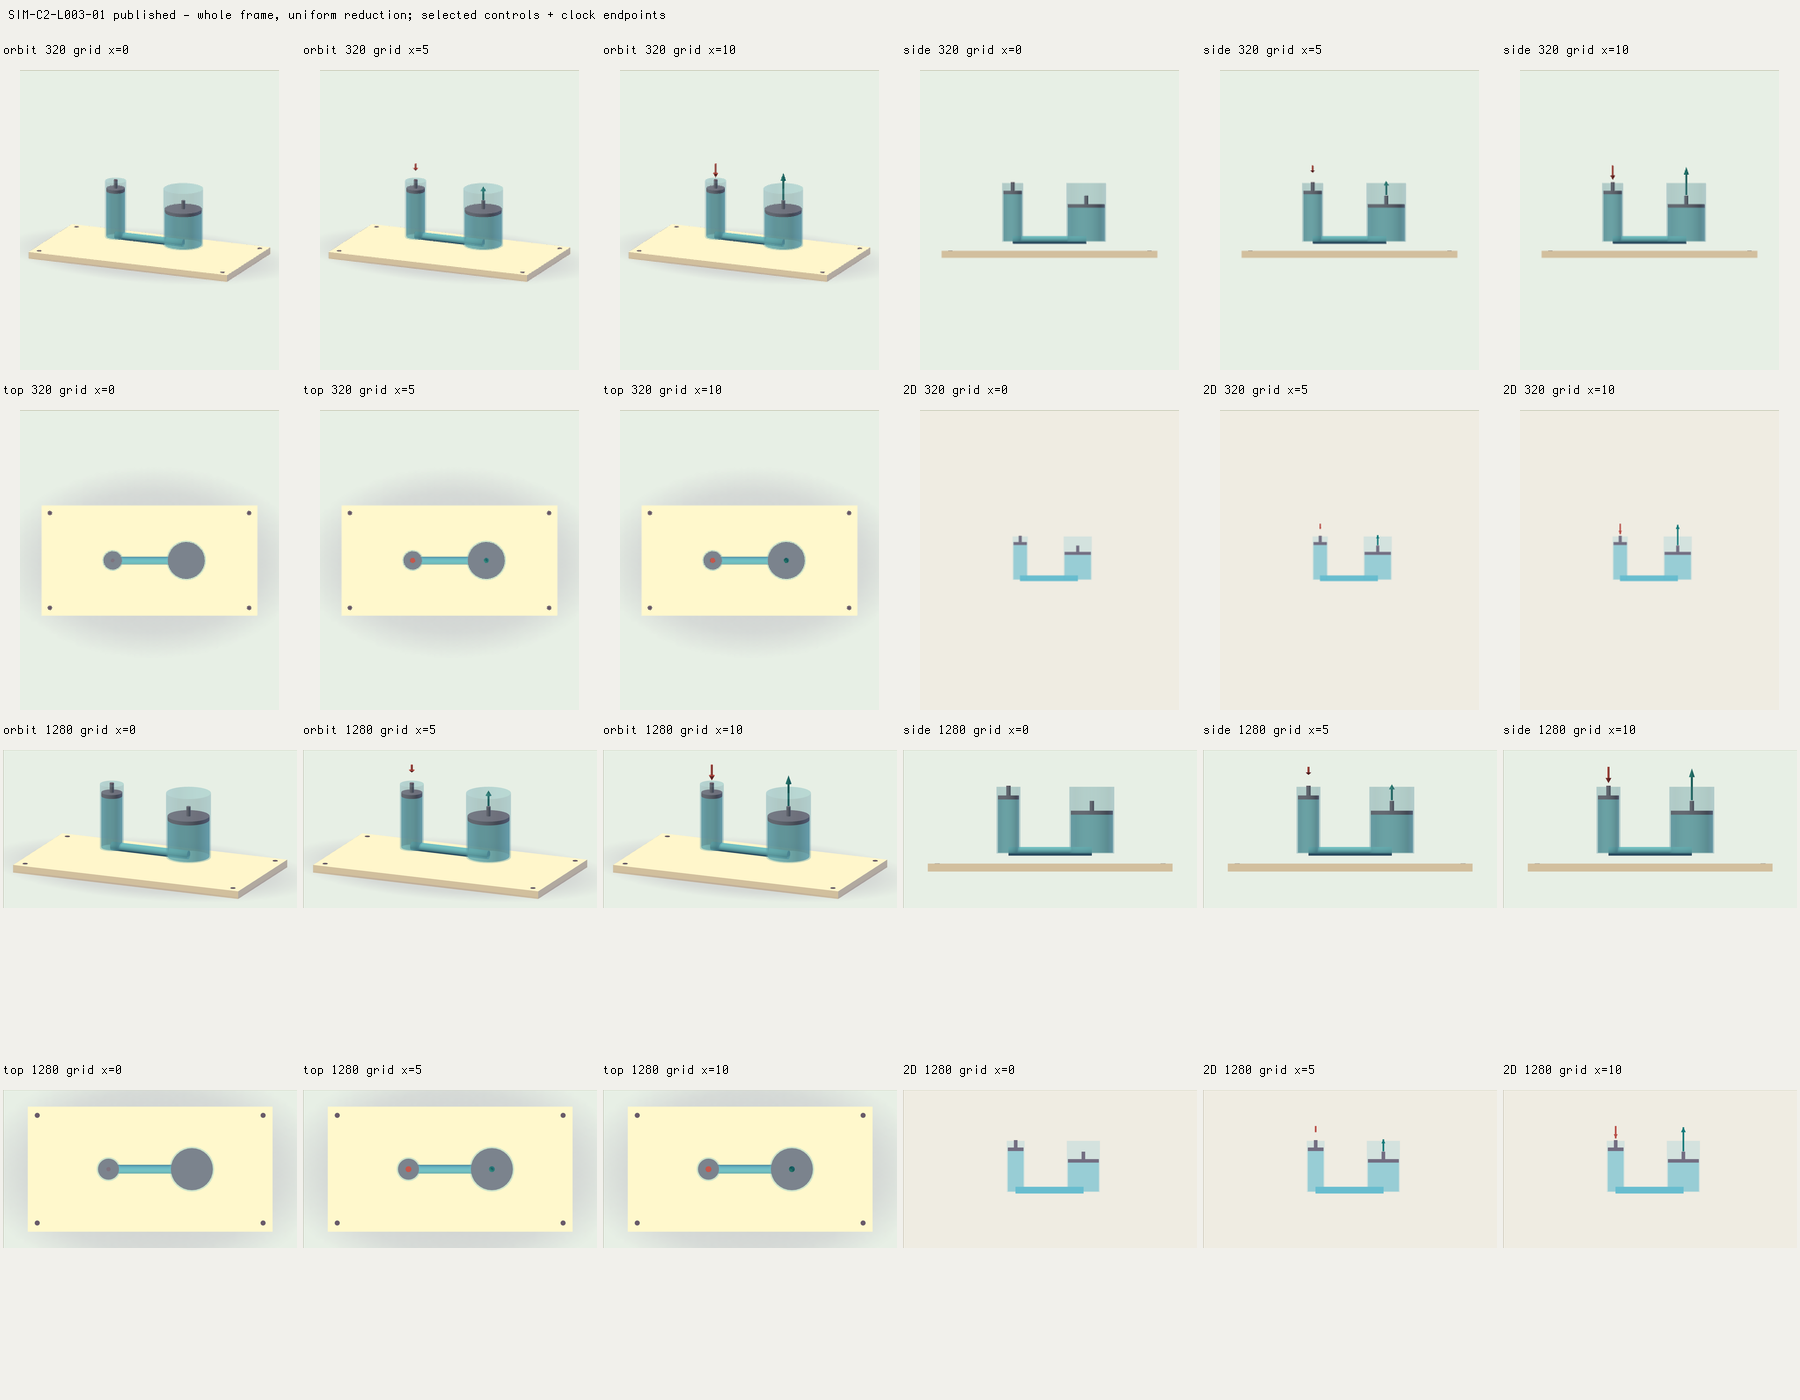 SIM-C2-L003-01 published – whole frame, uniform reduction; selected controls + clock endpoints
orbit 320 grid x=0
orbit 320 grid x=5
orbit 320 grid x=10
side 320 grid x=0
side 320 grid x=5
side 320 grid x=10
top 320 grid x=0
top 320 grid x=5
top 320 grid x=10
2D 320 grid x=0
2D 320 grid x=5
2D 320 grid x=10
orbit 1280 grid x=0
orbit 1280 grid x=5
orbit 1280 grid x=10
side 1280 grid x=0
side 1280 grid x=5
side 1280 grid x=10
top 1280 grid x=0
top 1280 grid x=5
top 1280 grid x=10
2D 1280 grid x=0
2D 1280 grid x=5
2D 1280 grid x=10